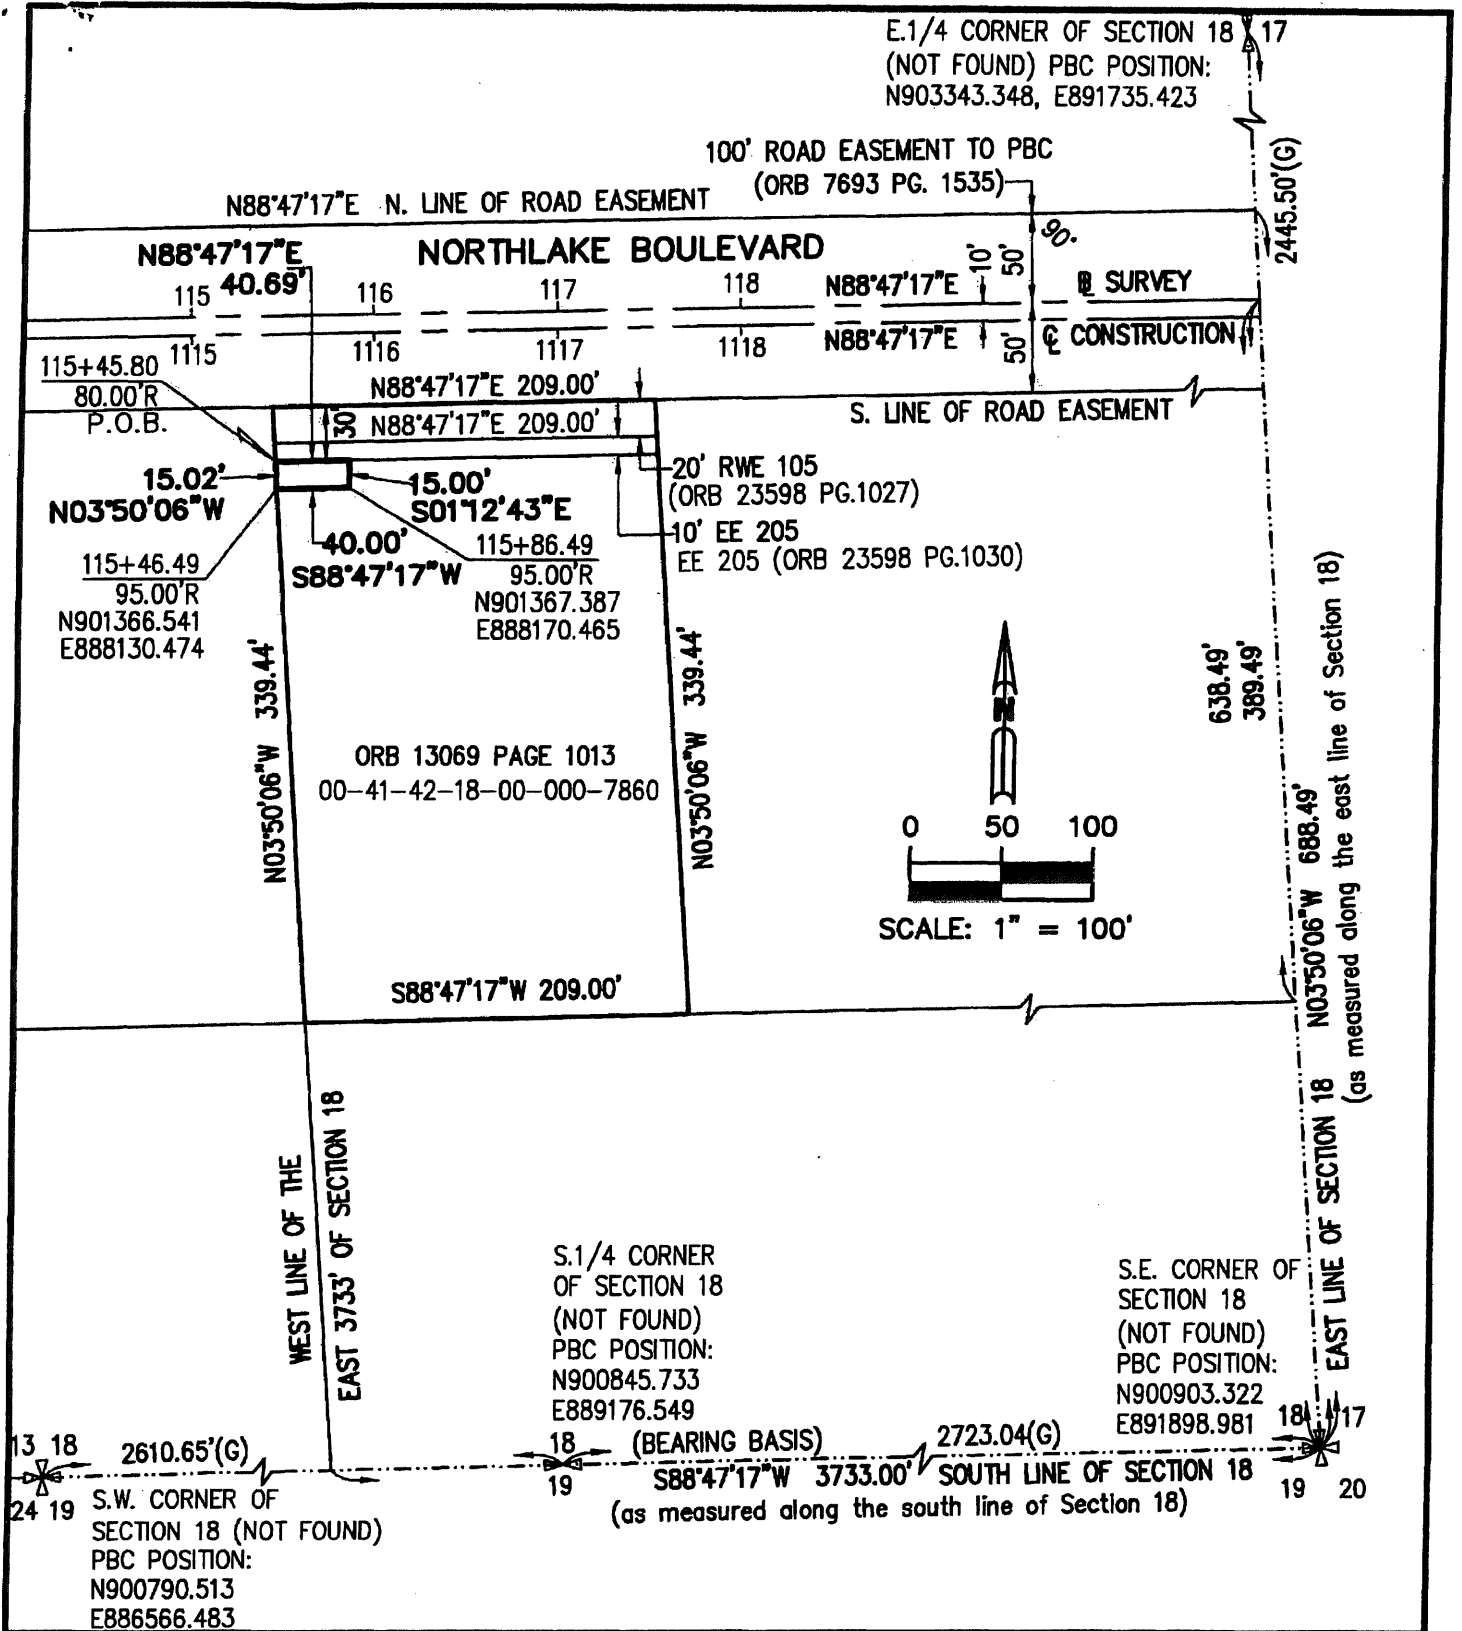 E.1/4 CORNER OF SECTION 18 17
(NOT FOUND) PBC POSITION:
N903343.348, E891735.423
2445.50'(G)
100' ROAD EASEMENT TO PBC
(ORB 7693 PG. 1535)
N88°47'17"E N. LINE OF ROAD EASEMENT
90°
NORTHLAKE BOULEVARD
N88°47'17"E
40.69'
115 116 117 118
N88°47'17"E
10'
50'
BL SURVEY
1115 1116 1117 1118
N88°47'17"E
50'
CL CONSTRUCTION
115+45.80
80.00'R
P.O.B.
N88°47'17"E 209.00'
30'
N88°47'17"E 209.00'
S. LINE OF ROAD EASEMENT
20' RWE 105
(ORB 23598 PG.1027)
10' EE 205
EE 205 (ORB 23598 PG.1030)
15.02'
N03°50'06"W
15.00'
S01°12'43"E
40.00'
S88°47'17"W
115+46.49
95.00'R
N901366.541
E888130.474
115+86.49
95.00'R
N901367.387
E888170.465
N03°50'06"W 339.44'
N03°50'06"W 339.44'
ORB 13069 PAGE 1013
00-41-42-18-00-000-7860
N
0 50 100
SCALE: 1" = 100'
638.49'
389.49'
N03°50'06"W 688.49'
(as measured along the east line of Section 18)
S88°47'17"W 209.00'
WEST LINE OF THE
EAST 3733' OF SECTION 18
EAST LINE OF SECTION 18
S.1/4 CORNER
OF SECTION 18
(NOT FOUND)
PBC POSITION:
N900845.733
E889176.549
S.E. CORNER OF
SECTION 18
(NOT FOUND)
PBC POSITION:
N900903.322
E891898.981
13 18
2610.65'(G)
18
(BEARING BASIS)
2723.04(G)
18 17
24 19
19
S88°47'17"W 3733.00'
SOUTH LINE OF SECTION 18
19 20
(as measured along the south line of Section 18)
S.W. CORNER OF
SECTION 18 (NOT FOUND)
PBC POSITION:
N900790.513
E886566.483